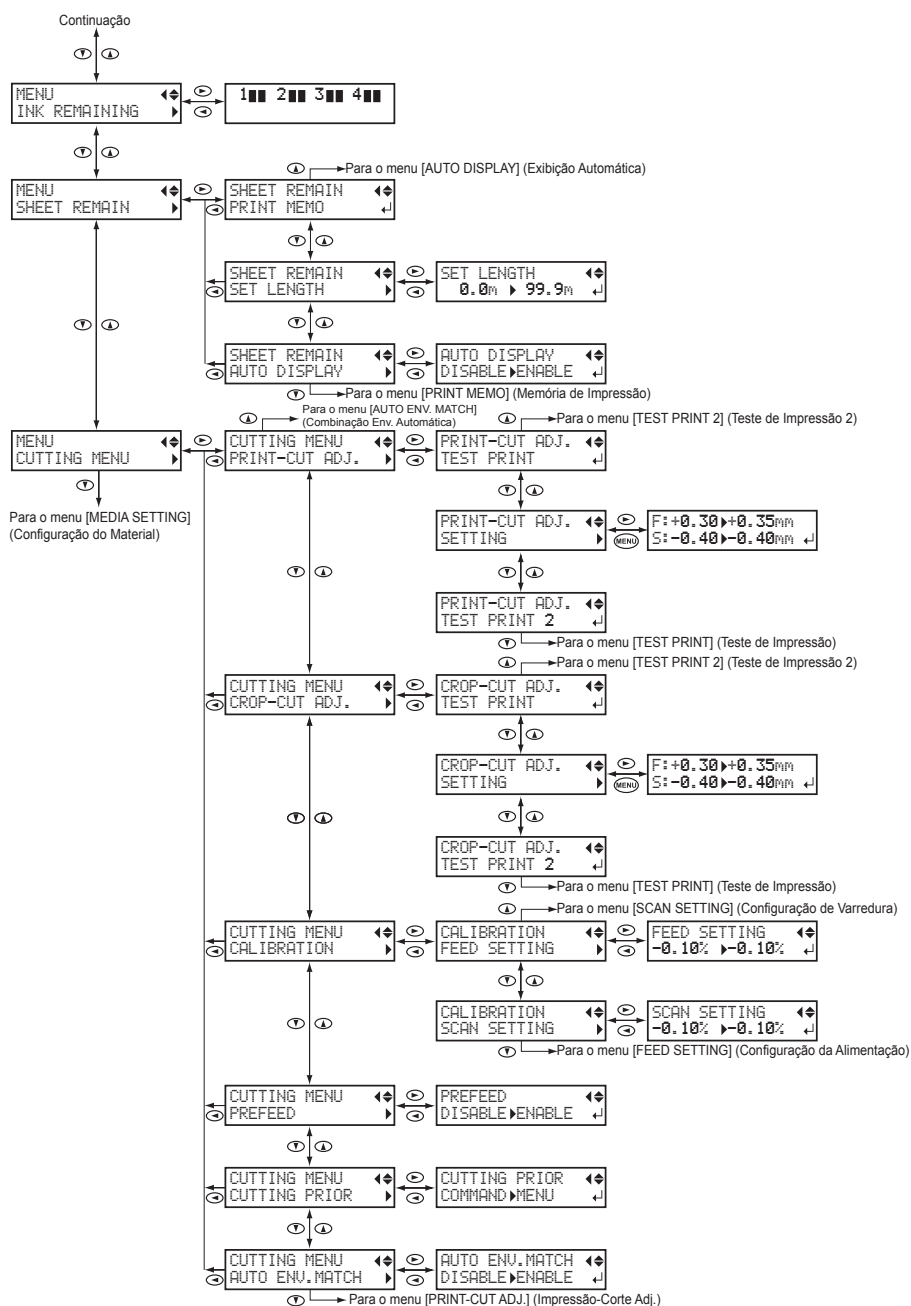 Continuação
MENU
INK REMAINING
1 2 3 4
Para o menu [AUTO DISPLAY] (Exibição Automática)
MENU
SHEET REMAIN
SHEET REMAIN
PRINT MEMO
SHEET REMAIN
SET LENGTH
SET LENGTH
0.0m 99.9m
SHEET REMAIN
AUTO DISPLAY
AUTO DISPLAY
DISABLE ENABLE
Para o menu [PRINT MEMO] (Memória de Impressão)
Para o menu [AUTO ENV. MATCH]
(Combinação Env. Automática)
Para o menu [TEST PRINT 2] (Teste de Impressão 2)
MENU
CUTTING MENU
CUTTING MENU
PRINT-CUT ADJ.
PRINT-CUT ADJ.
TEST PRINT
Para o menu [MEDIA SETTING]
(Configuração do Material)
PRINT-CUT ADJ.
SETTING
MENU
F:+0.30 +0.35mm
S:-0.40 -0.40mm
PRINT-CUT ADJ.
TEST PRINT 2
Para o menu [TEST PRINT] (Teste de Impressão)
Para o menu [TEST PRINT 2] (Teste de Impressão 2)
CUTTING MENU
CROP-CUT ADJ.
CROP-CUT ADJ.
TEST PRINT
CROP-CUT ADJ.
SETTING
MENU
F:+0.30 +0.35mm
S:-0.40 -0.40mm
CROP-CUT ADJ.
TEST PRINT 2
Para o menu [TEST PRINT] (Teste de Impressão)
Para o menu [SCAN SETTING] (Configuração de Varredura)
CUTTING MENU
CALIBRATION
CALIBRATION
FEED SETTING
FEED SETTING
-0.10% -0.10%
CALIBRATION
SCAN SETTING
SCAN SETTING
-0.10% -0.10%
Para o menu [FEED SETTING] (Configuração da Alimentação)
CUTTING MENU
PREFEED
PREFEED
DISABLE ENABLE
CUTTING MENU
CUTTING PRIOR
CUTTING PRIOR
COMMAND MENU
CUTTING MENU
AUTO ENV.MATCH
AUTO ENV.MATCH
DISABLE ENABLE
Para o menu [PRINT-CUT ADJ.] (Impressão-Corte Adj.)